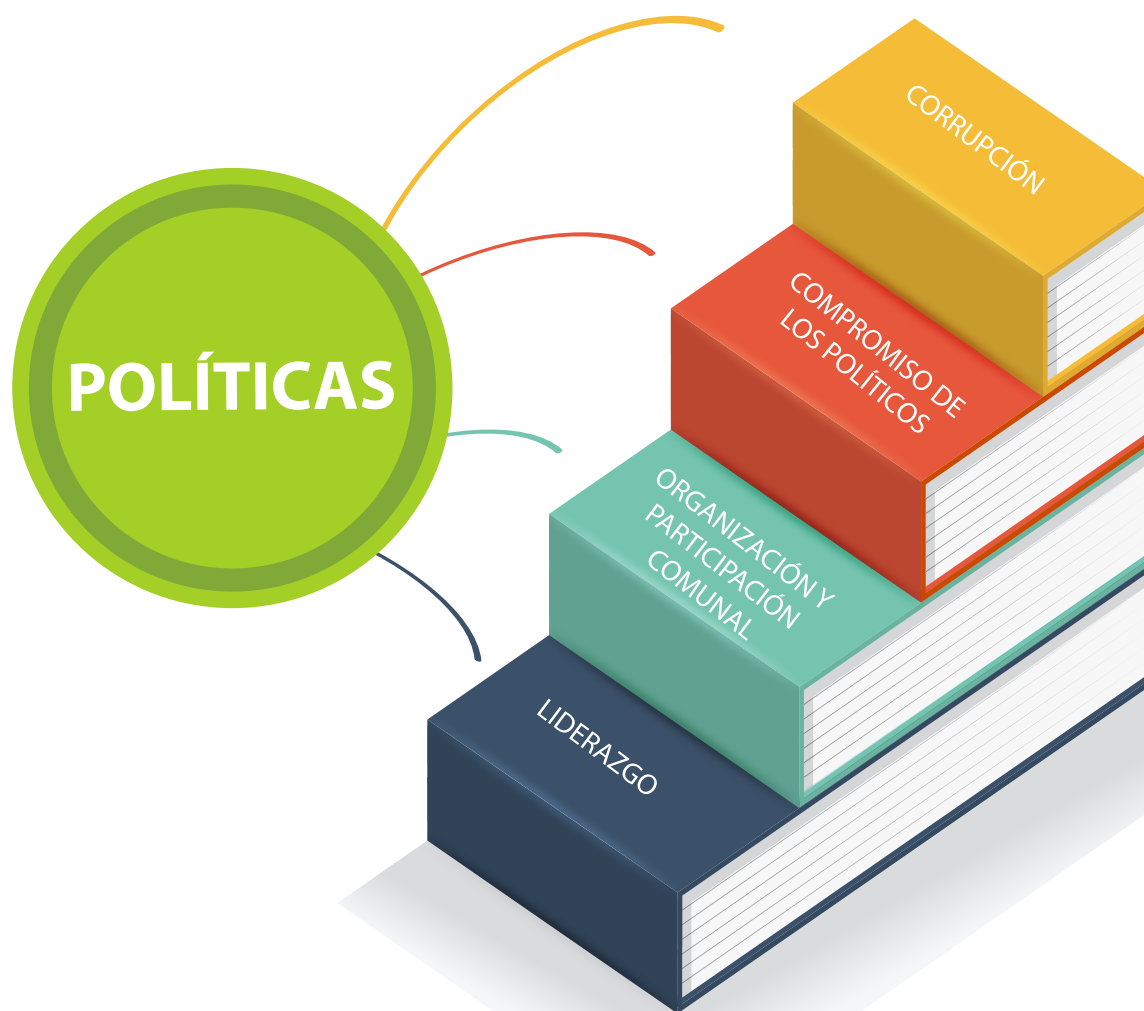 POLÍTICAS
CORRUPCIÓN
COMPROMISO DE
LOS POLÍTICOS
ORGANIZACIÓN Y
PARTICIPACIÓN
COMUNAL
LIDERAZGO